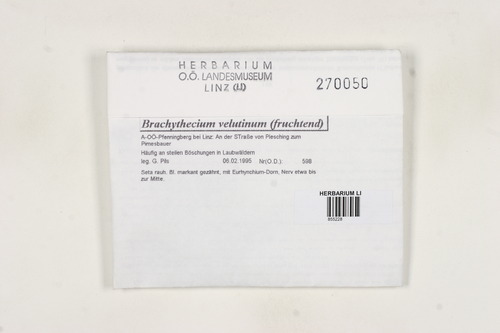 HERBARIUM
O.Ö. LANDESMUSEUM
LINZ (LI)
270050
Brachythecium velutinum (fruchtend)
A-OÖ-Pfenningberg bei Linz: An der STraße von Plesching zum
Pimesbauer
Häufig an steilen Böschungen in Laubwäldern
leg. G. Pils 06.02.1995 Nr(O.D.): 598
Seta rauh. Bl. markant gezähnt, mit Eurhynchium-Dorn, Nerv etwa bis
zur Mitte.
HERBARIUM LI